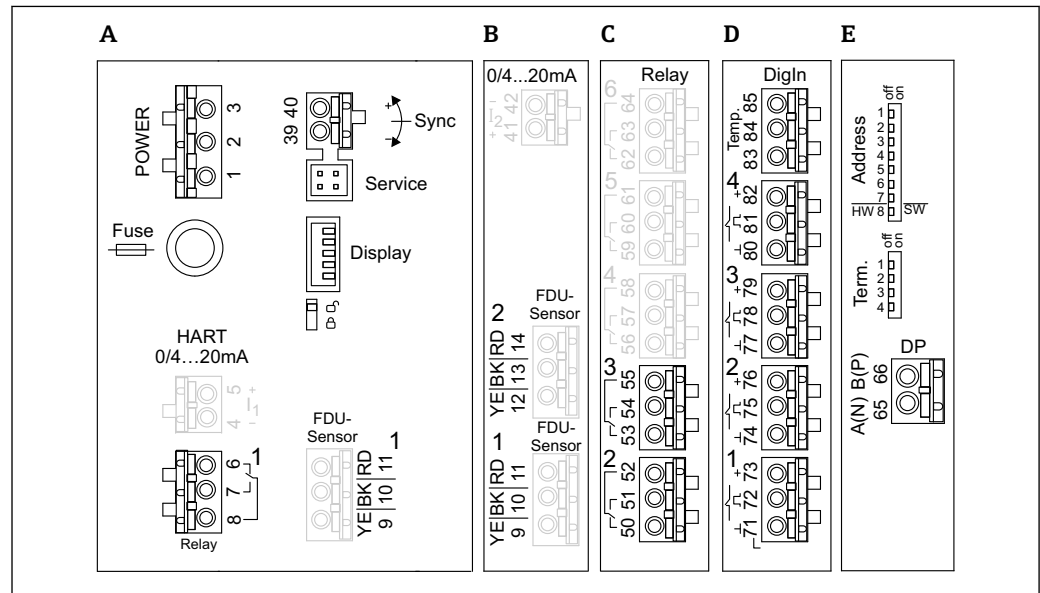 A
POWER
3
2
1
39 40
+
-
Sync
Service
Fuse
Display
HART
0/4...20mA
5 +
4 -
I1
6
7
8
1
Relay
FDU-
Sensor
1
YE|BK|RD
9 |10| 11
B
0/4...20mA
- 42
I2
+ 41
2
FDU-
Sensor
YE|BK|RD
12 |13| 14
1
FDU-
Sensor
YE|BK|RD
9 |10| 11
C
Relay
6
62 63 64
5
59 60 61
4
56 57 58
3
53 54 55
2
50 51 52
D
DigIn
Temp.
83 84 85
4
80 81 82
+
3
77 78 79
+
2
74 75 76
+
1
71 72 73
+
E
off
on
Address
1
2
3
4
5
6
7
HW 8 SW
off
on
Term.
1
2
3
4
DP
A(N) B(P)
65 66